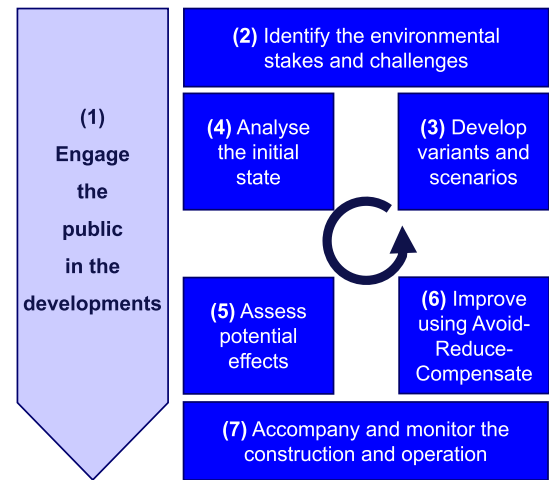 (1)
Engage
the
public
in the
developments
(2) Identify the environmental
stakes and challenges
(4) Analyse
the initial
state
(3) Develop
variants and
scenarios
(5) Assess
potential
effects
(6) Improve
using Avoid-
Reduce-
Compensate
(7) Accompany and monitor the
construction and operation